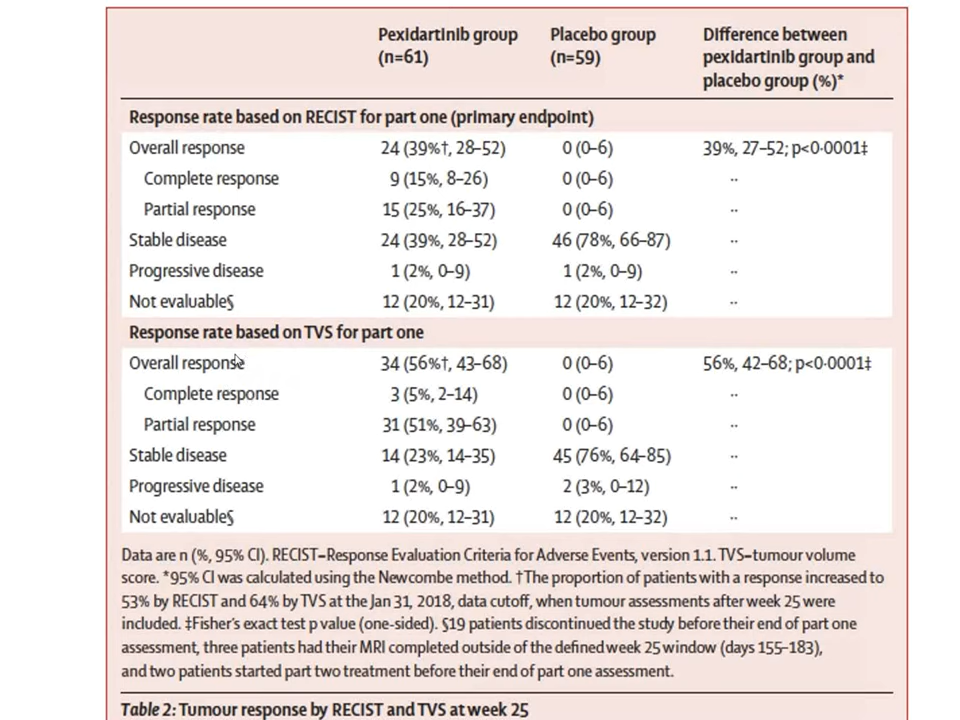 Pexidartinib group Placebo group Difference between
(n=61) (n=59) pexidartinib group and
placebo group (%)*
Response rate based on RECIST for part one (primary endpoint)
Overall response 24 (39%†, 28–52) 0 (0–6) 39%, 27–52; p<0·0001‡
Complete response 9 (15%, 8–26) 0 (0–6) ··
Partial response 15 (25%, 16–37) 0 (0–6) ··
Stable disease 24 (39%, 28–52) 46 (78%, 66–87) ··
Progressive disease 1 (2%, 0–9) 1 (2%, 0–9) ··
Not evaluable§ 12 (20%, 12–31) 12 (20%, 12–32) ··
Response rate based on TVS for part one
Overall response 34 (56%†, 43–68) 0 (0–6) 56%, 42–68; p<0·0001‡
Complete response 3 (5%, 2–14) 0 (0–6) ··
Partial response 31 (51%, 39–63) 0 (0–6) ··
Stable disease 14 (23%, 14–35) 45 (76%, 64–85) ··
Progressive disease 1 (2%, 0–9) 2 (3%, 0–12) ··
Not evaluable§ 12 (20%, 12–31) 12 (20%, 12–32) ··
Data are n (%, 95% CI). RECIST=Response Evaluation Criteria for Adverse Events, version 1.1. TVS=tumour volume
score. *95% CI was calculated using the Newcombe method. †The proportion of patients with a response increased to
53% by RECIST and 64% by TVS at the Jan 31, 2018, data cutoff, when tumour assessments after week 25 were
included. ‡Fisher's exact test p value (one-sided). §19 patients discontinued the study before their end of part one
assessment, three patients had their MRI completed outside of the defined week 25 window (days 155–183),
and two patients started part two treatment before their end of part one assessment.
Table 2: Tumour response by RECIST and TVS at week 25